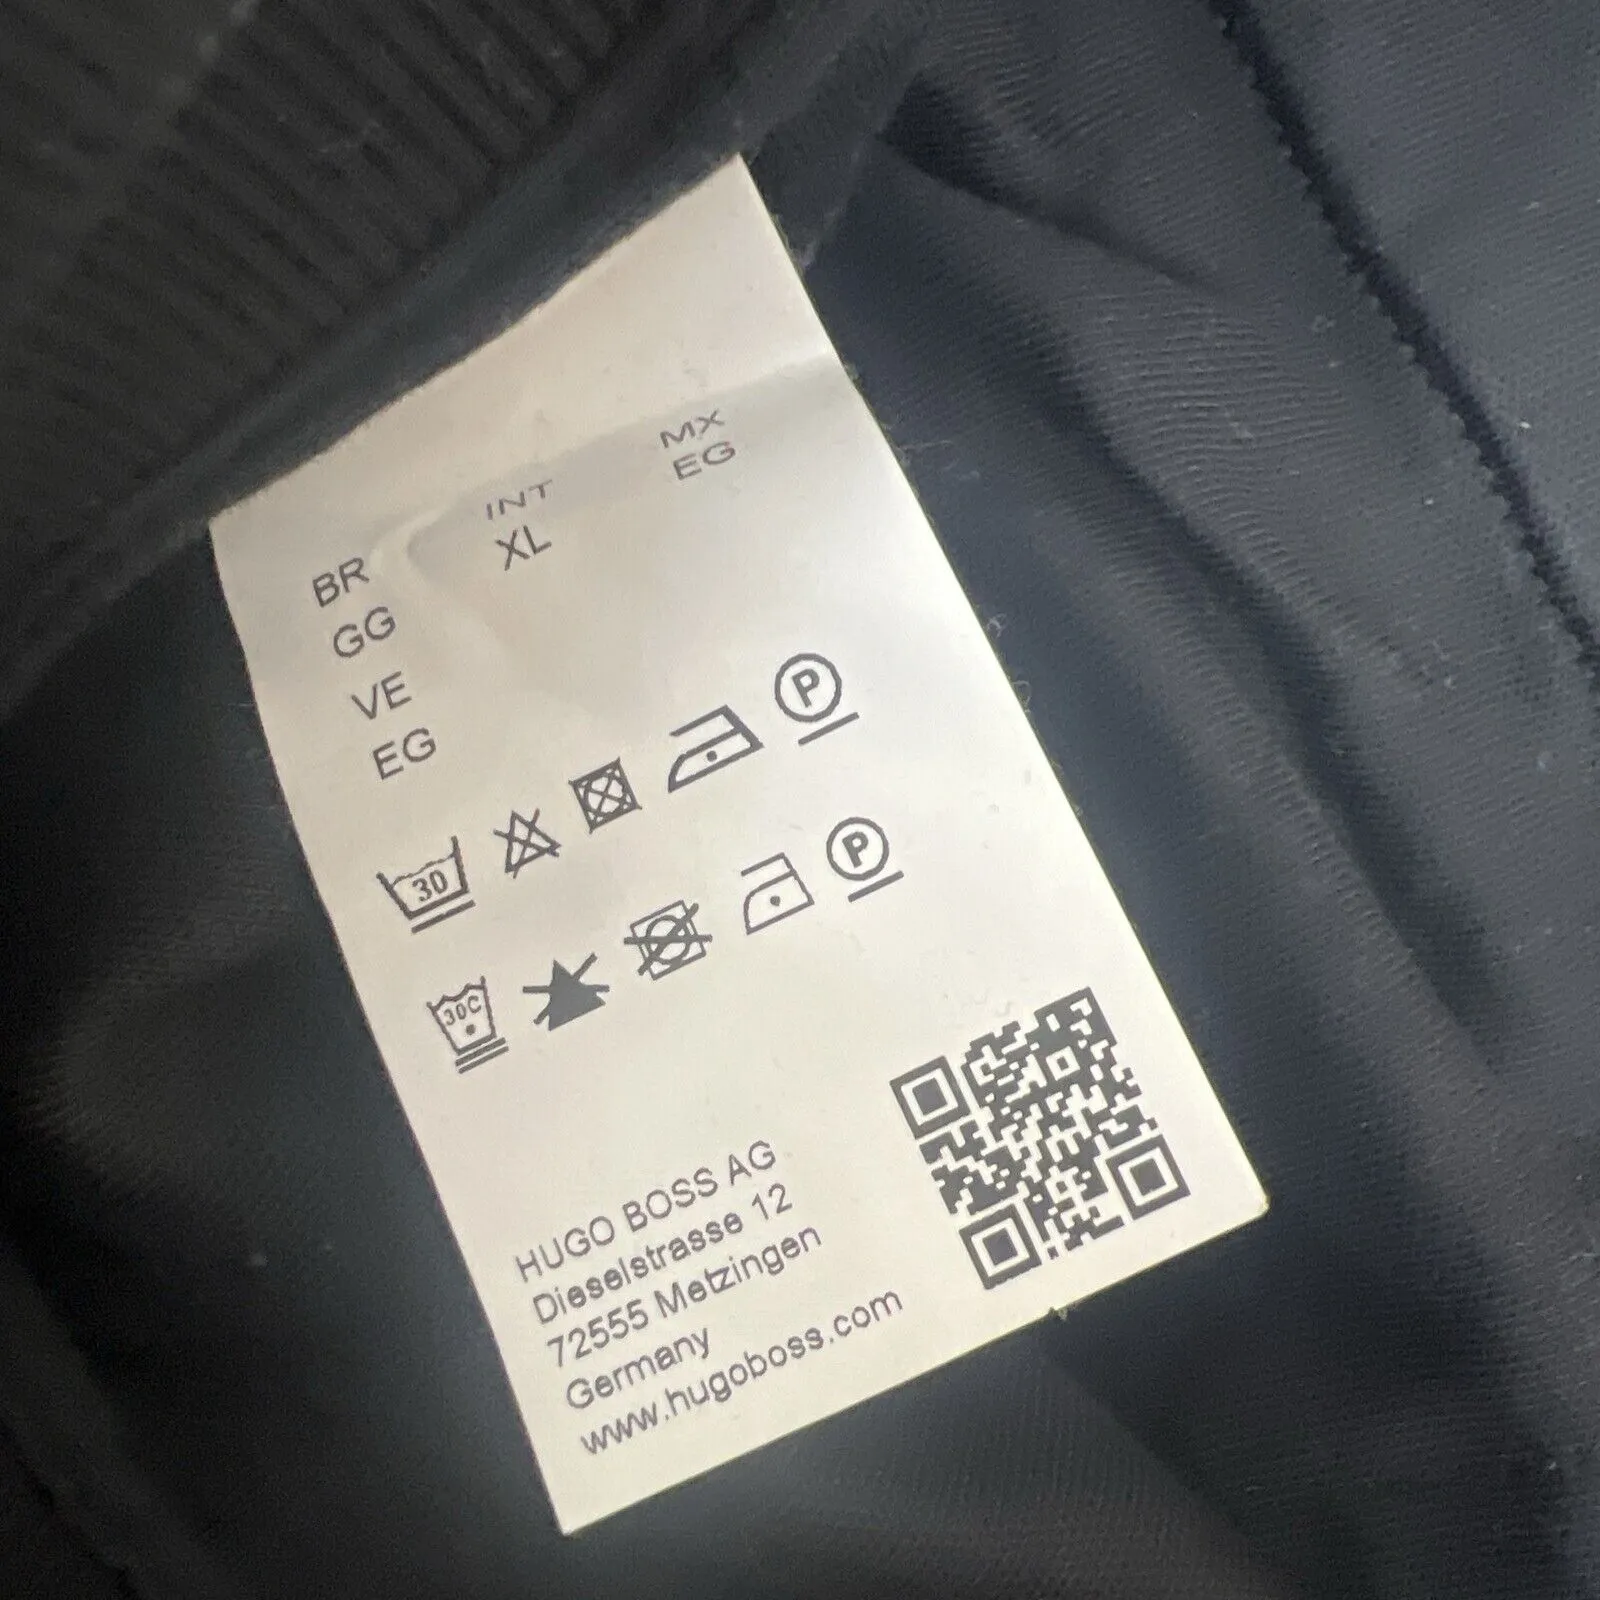 BR INT MX
GG XL EG
VE
EG
30 P
30C P
HUGO BOSS AG
Dieselstrasse 12
72555 Metzingen
Germany
www.hugoboss.com